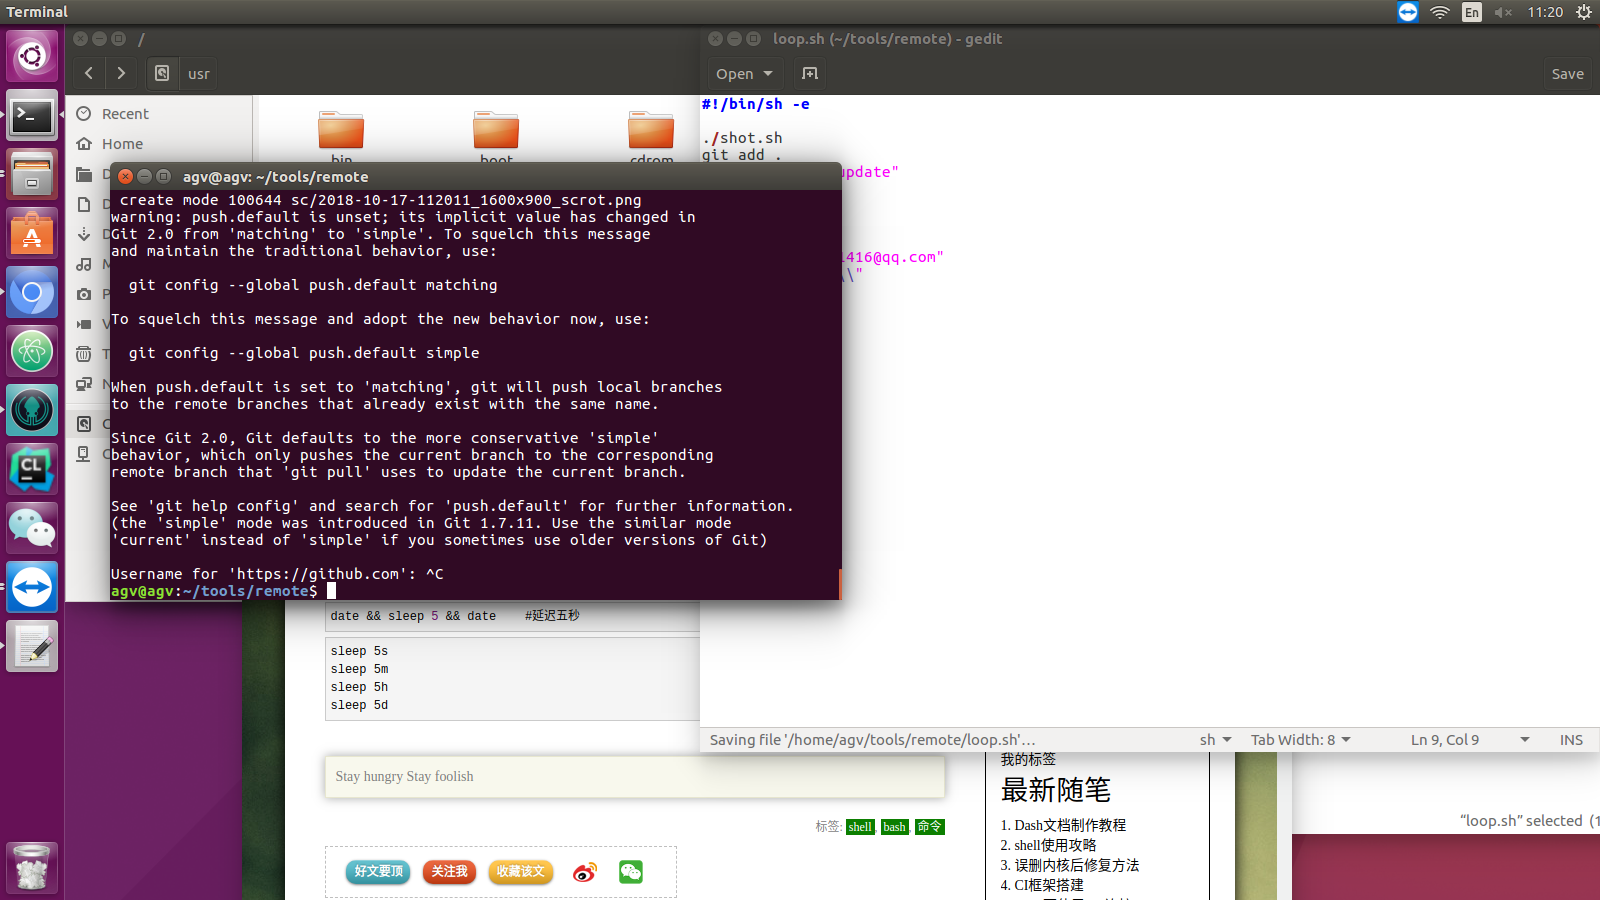 Terminal
En
11:20
/
usr
Recent
Home
bin
boot
cdrom
loop.sh (~/tools/remote) - gedit
Open
Save
#!/bin/sh -e
./shot.sh
git add .
update"
1416@qq.com"
\\"
agv@agv: ~/tools/remote
create mode 100644 sc/2018-10-17-112011_1600x900_scrot.png
warning: push.default is unset; its implicit value has changed in
Git 2.0 from 'matching' to 'simple'. To squelch this message
and maintain the traditional behavior, use:
git config --global push.default matching
To squelch this message and adopt the new behavior now, use:
git config --global push.default simple
When push.default is set to 'matching', git will push local branches
to the remote branches that already exist with the same name.
Since Git 2.0, Git defaults to the more conservative 'simple'
behavior, which only pushes the current branch to the corresponding
remote branch that 'git pull' uses to update the current branch.
See 'git help config' and search for 'push.default' for further information.
(the 'simple' mode was introduced in Git 1.7.11. Use the similar mode
'current' instead of 'simple' if you sometimes use older versions of Git)
Username for 'https://github.com': ^C
agv@agv:~/tools/remote$
date && sleep 5 && date    #延迟五秒
sleep 5s
sleep 5m
sleep 5h
sleep 5d
Saving file '/home/agv/tools/remote/loop.sh'...
sh
Tab Width: 8
Ln 9, Col 9
INS
Stay hungry Stay foolish
标签: shell, bash, 命令
好文要顶
关注我
收藏该文
我的标签
最新随笔
1. Dash文档制作教程
2. shell使用攻略
3. 误删内核后修复方法
4. CI框架搭建
“loop.sh” selected (1
CL